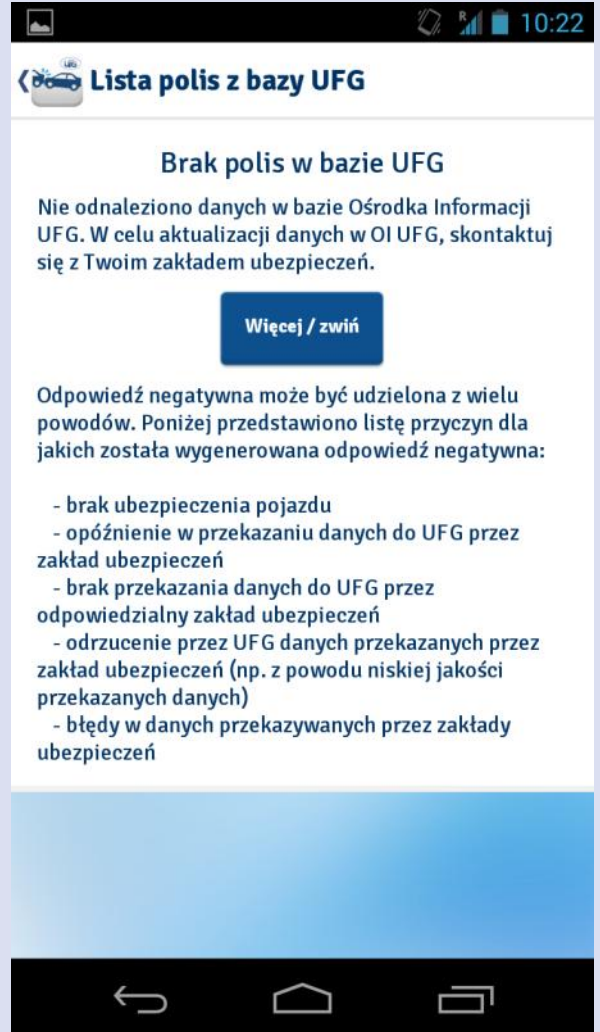 R 10:22
UFG
Lista polis z bazy UFG
Brak polis w bazie UFG
Nie odnaleziono danych w bazie Ośrodka Informacji
UFG. W celu aktualizacji danych w OI UFG, skontaktuj
się z Twoim zakładem ubezpieczeń.
Więcej / zwiń
Odpowiedź negatywna może być udzielona z wielu
powodów. Poniżej przedstawiono listę przyczyn dla
jakich została wygenerowana odpowiedź negatywna:
- brak ubezpieczenia pojazdu
- opóźnienie w przekazaniu danych do UFG przez
zakład ubezpieczeń
- brak przekazania danych do UFG przez
odpowiedzialny zakład ubezpieczeń
- odrzucenie przez UFG danych przekazanych przez
zakład ubezpieczeń (np. z powodu niskiej jakości
przekazanych danych)
- błędy w danych przekazywanych przez zakłady
ubezpieczeń